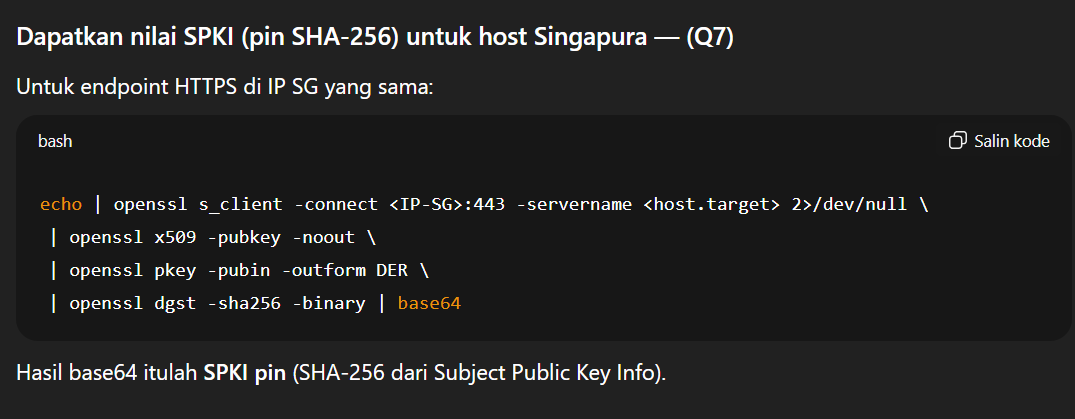 Dapatkan nilai SPKI (pin SHA-256) untuk host Singapura — (Q7)
Untuk endpoint HTTPS di IP SG yang sama:
bash
Salin kode
echo | openssl s_client -connect <IP-SG>:443 -servername <host.target> 2>/dev/null \
| openssl x509 -pubkey -noout \
| openssl pkey -pubin -outform DER \
| openssl dgst -sha256 -binary | base64
Hasil base64 itulah SPKI pin (SHA-256 dari Subject Public Key Info).